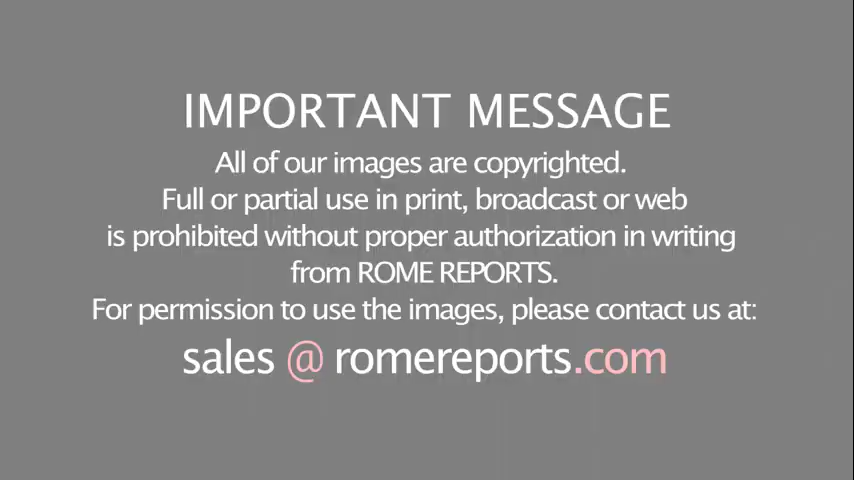 IMPORTANT MESSAGE
All of our images are copyrighted.
Full or partial use in print, broadcast or web
is prohibited without proper authorization in writing
from ROME REPORTS.
For permission to use the images, please contact us at:
sales @ romereports.com